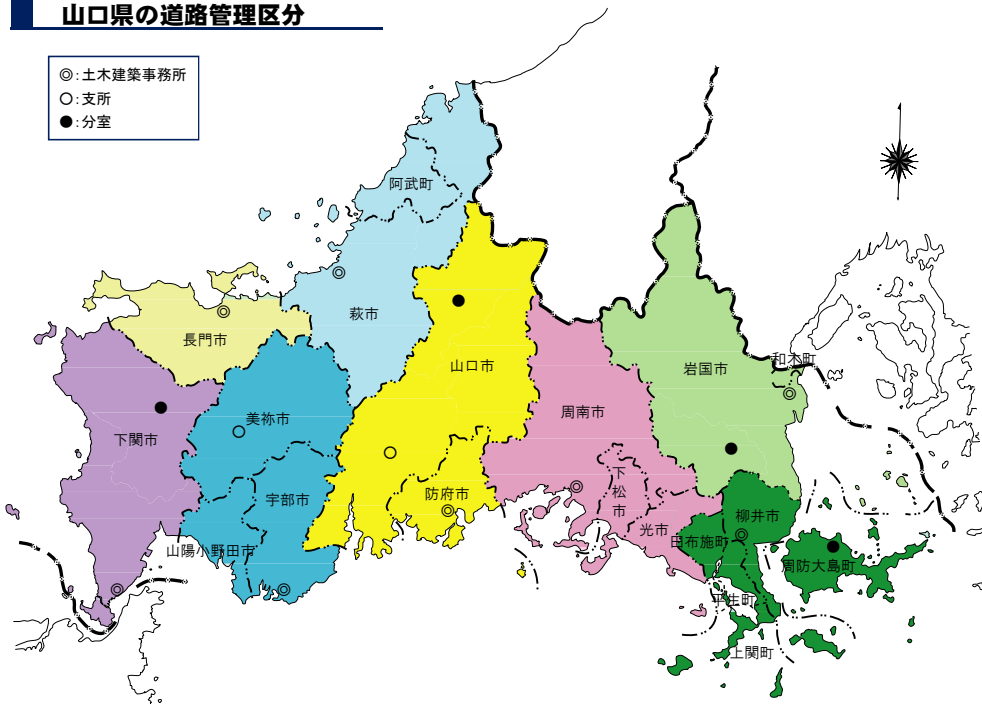 山口県の道路管理区分
◎:土木建築事務所
○:支所
●:分室
阿武町
萩市
長門市
山口市
和木町
岩国市
周南市
美祢市
下関市
下松市
防府市
宇部市
柳井市
光市
田布施町
山陽小野田市
周防大島町
平生町
上関町